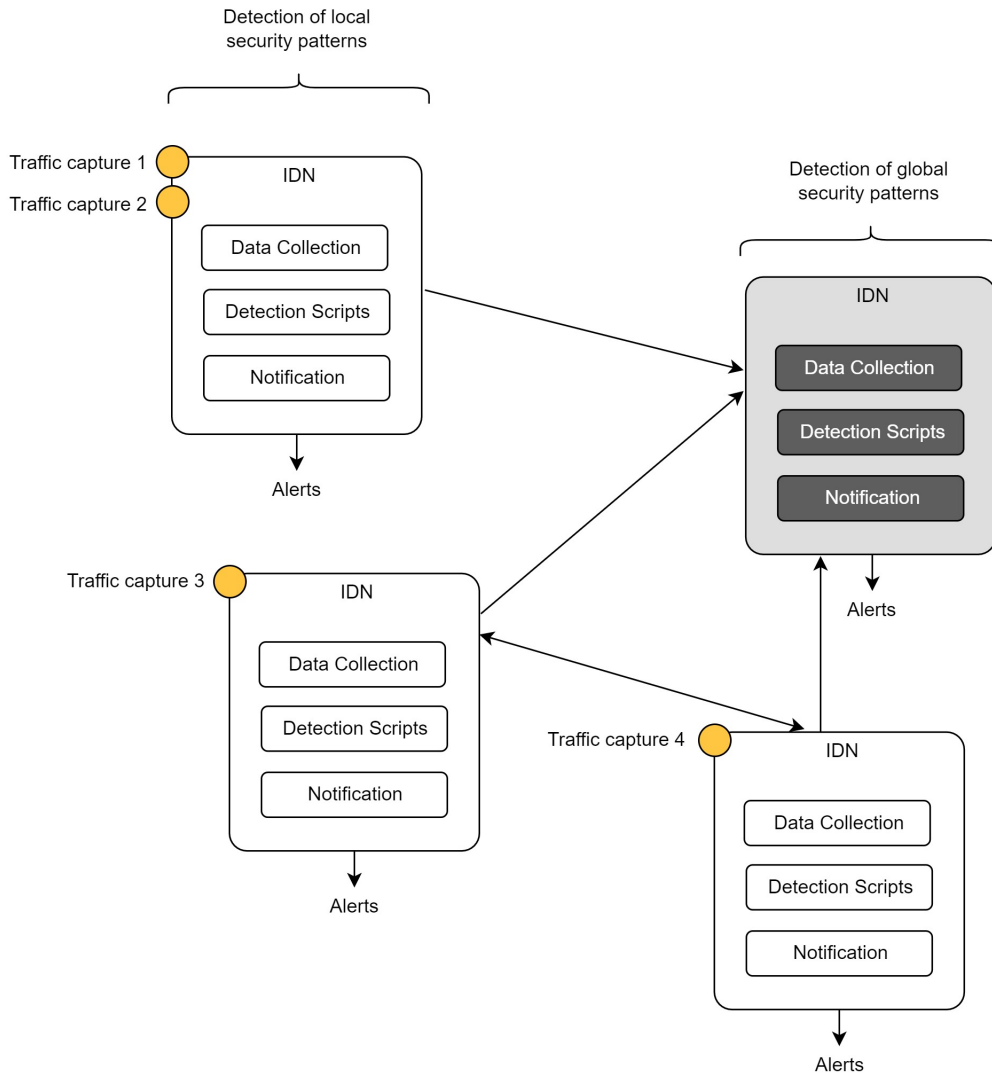 Detection of local
security patterns
Traffic capture 1
Traffic capture 2
IDN
Data Collection
Detection Scripts
Notification
Alerts
Detection of global
security patterns
IDN
Data Collection
Detection Scripts
Notification
Alerts
Traffic capture 3
IDN
Data Collection
Detection Scripts
Notification
Alerts
Traffic capture 4
IDN
Data Collection
Detection Scripts
Notification
Alerts